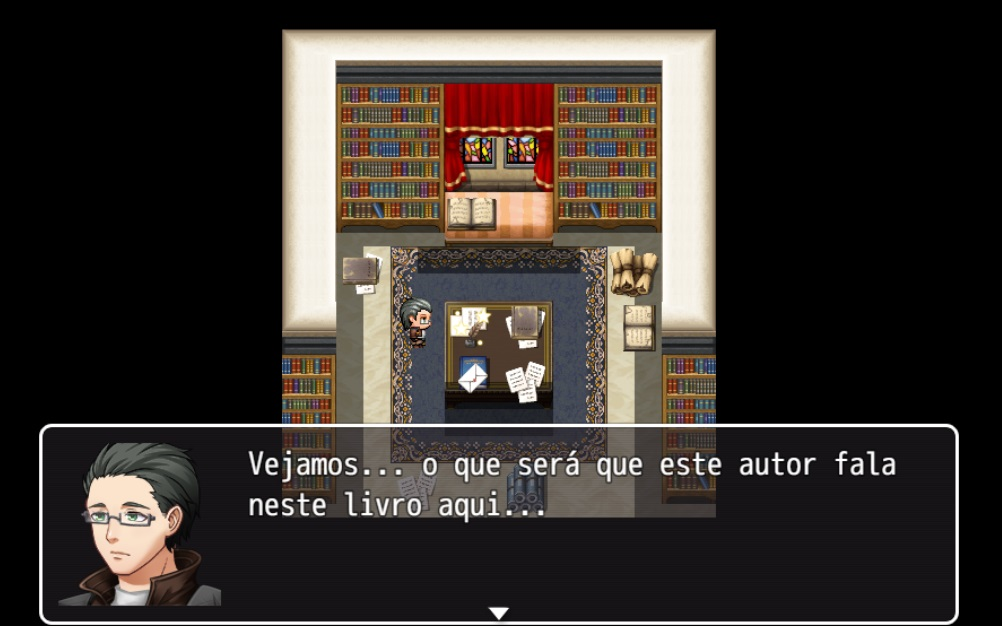 Vejamos... o que será que este autor fala
neste livro aqui...